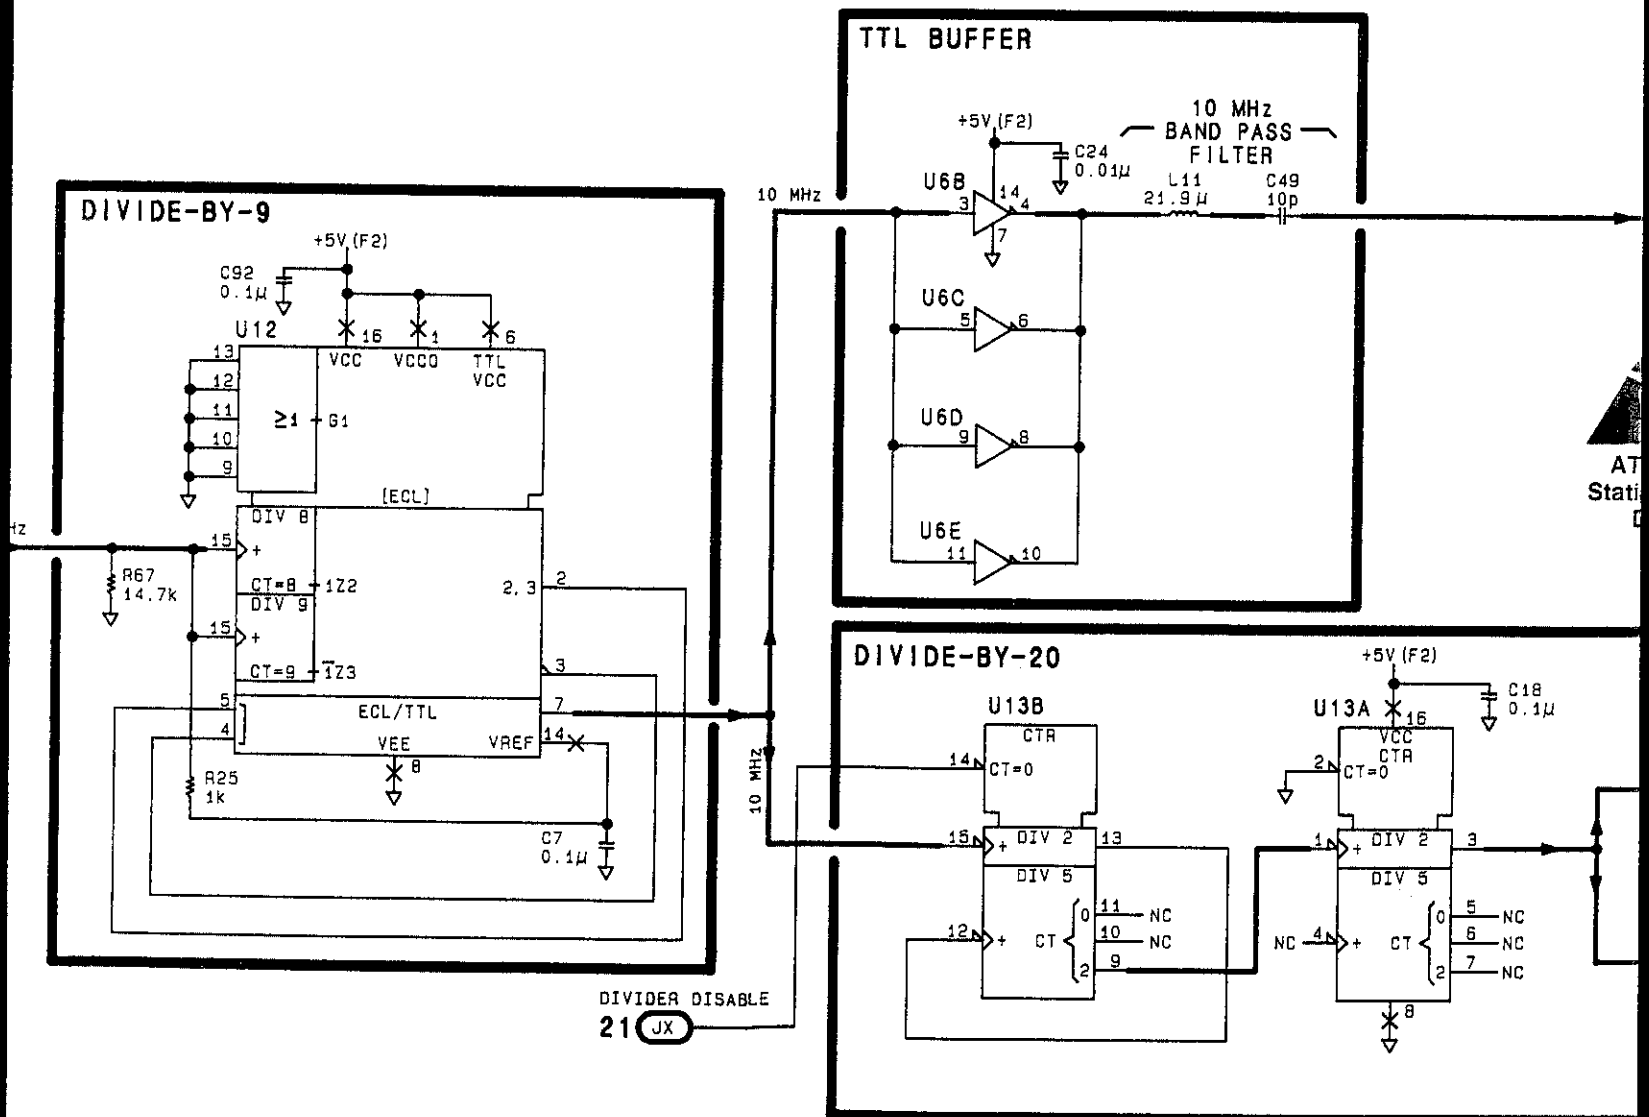 TTL BUFFER
10 MHz
BAND PASS
FILTER
+5V(F2)
C24
0.01µ
U6B
14
3
4
7
L11
21.9µ
C49
10p
10 MHz
U6C
5
6
U6D
9
8
U6E
11
10
DIVIDE-BY-9
+5V(F2)
C92
0.1µ
U12
16
1
6
VCC
VCCO
TTL
VCC
13
12
11
10
9
≥1
G1
[ECL]
DIV 8
15
+
CT=8
1Z2
DIV 9
15
+
CT=9
1Z3
2,3
2
3
R67
14.7k
Hz
5
4
ECL/TTL
7
VEE
VREF
14
8
R25
1k
C7
0.1µ
10 MHz
AT
Stati
DIVIDE-BY-20
+5V(F2)
C18
0.1µ
U13B
CTR
14
CT=0
15
+
DIV 2
13
DIV 5
12
+
CT
0
2
11
NC
10
NC
9
U13A
16
VCC
CTR
2
CT=0
1
+
DIV 2
3
DIV 5
NC
4
+
CT
0
2
5
NC
6
NC
7
NC
8
DIVIDER DISABLE
21 JX